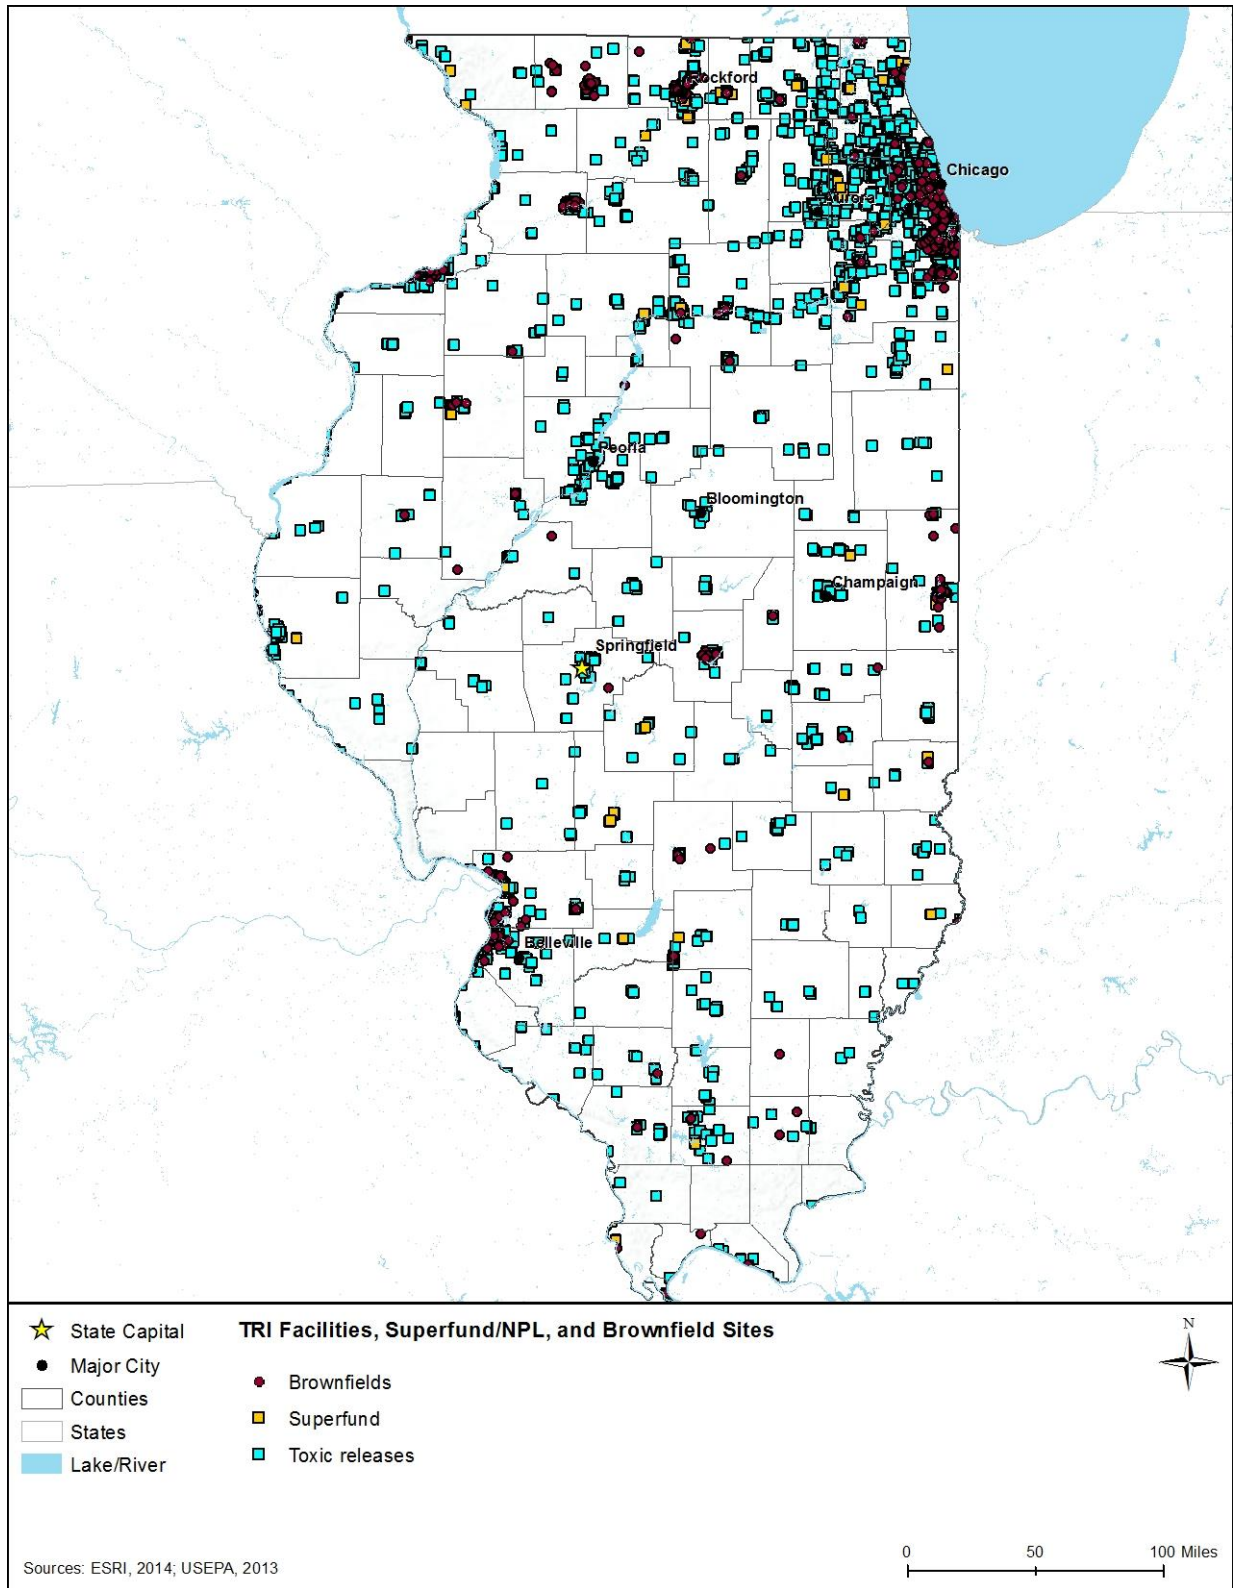 Rockford
Chicago
Aurora
Peoria
Bloomington
Champaign
Springfield
Belleville
State Capital
TRI Facilities, Superfund/NPL, and Brownfield Sites
N
Major City
Brownfields
Counties
Superfund
States
Toxic releases
Lake/River
0 50 100 Miles
Sources: ESRI, 2014; USEPA, 2013